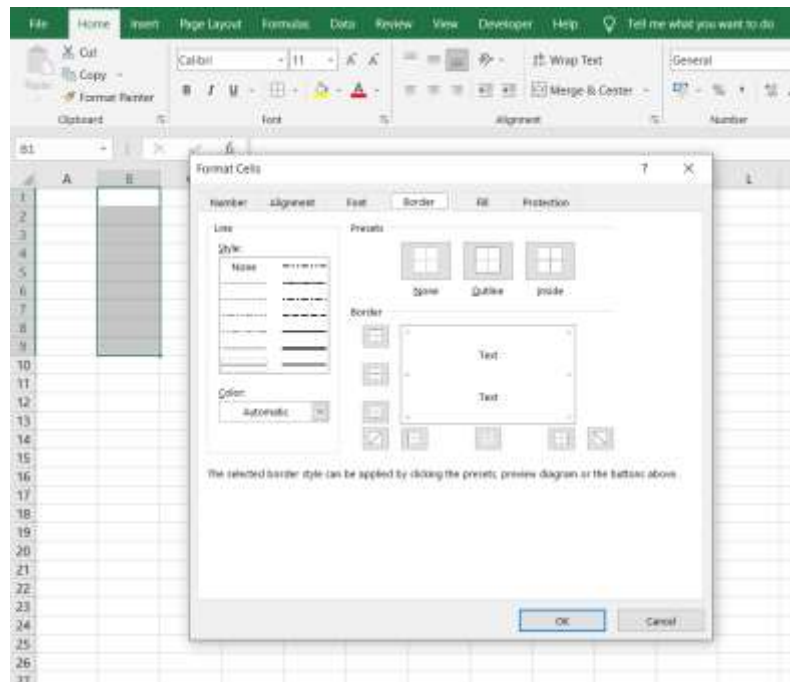 File Home Insert Page Layout Formulas Data Review View Developer Help Tell me what you want to do
Cut
Copy
Format Painter
Clipboard
Calibri 11
B I U
Font
Wrap Text
Merge & Center
Alignment
General
%
Number
B1
A B L
Format Cells ? ×
Number Alignment Font Border Fill Protection
Line
Style:
None
Color:
Automatic
Presets
None Outline Inside
Border
Text
Text
The selected border style can be applied by clicking the presets, preview diagram or the buttons above.
OK Cancel
1
2
3
4
5
6
7
8
9
10
11
12
13
14
15
16
17
18
19
20
21
22
23
24
25
26
27